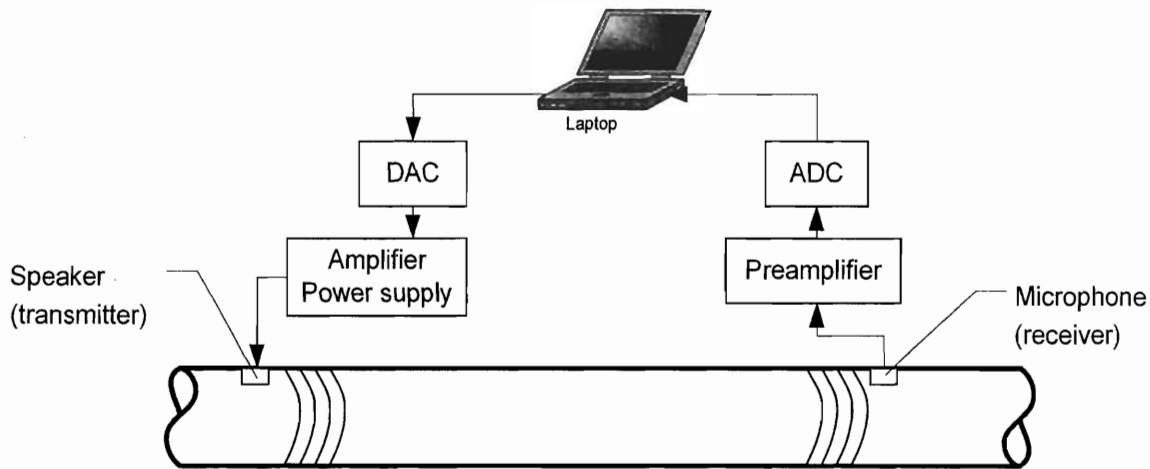 Laptop
DAC
ADC
Amplifier
Power supply
Preamplifier
Speaker
(transmitter)
Microphone
(receiver)